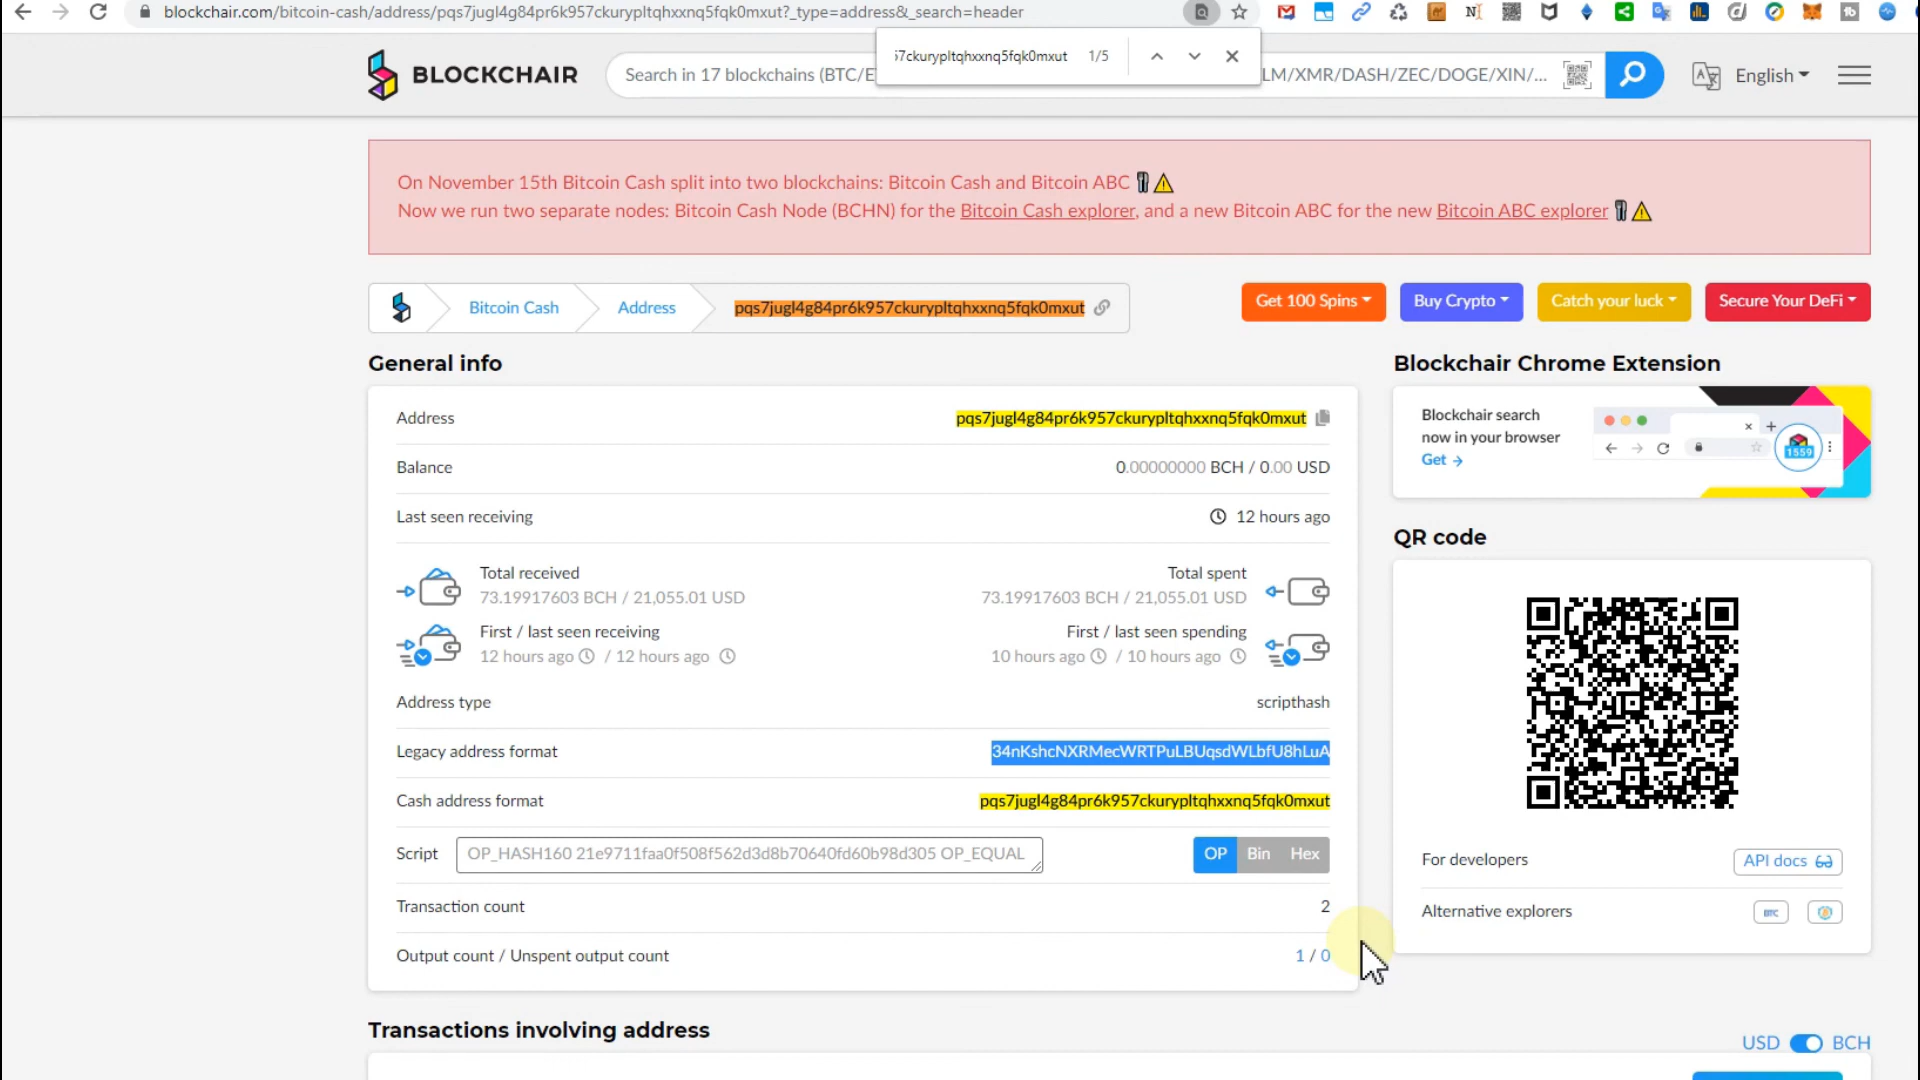 blockchair.com/bitcoin-cash/address/pqs7jugl4g84pr6k957ckurypltqhxxnq5fqk0mxut?_type=address&_search=header
57ckurypltqhxxnq5fqk0mxut 1/5
BLOCKCHAIR
Search in 17 blockchains (BTC/E
LM/XMR/DASH/ZEC/DOGE/XIN/...
English
On November 15th Bitcoin Cash split into two blockchains: Bitcoin Cash and Bitcoin ABC
Now we run two separate nodes: Bitcoin Cash Node (BCHN) for the Bitcoin Cash explorer, and a new Bitcoin ABC for the new Bitcoin ABC explorer
Bitcoin Cash
Address
pqs7jugl4g84pr6k957ckurypltqhxxnq5fqk0mxut
Get 100 Spins
Buy Crypto
Catch your luck
Secure Your DeFi
General info
Address pqs7jugl4g84pr6k957ckurypltqhxxnq5fqk0mxut
Balance 0.00000000 BCH / 0.00 USD
Last seen receiving 12 hours ago
Total received
73.19917603 BCH / 21,055.01 USD
Total spent
73.19917603 BCH / 21,055.01 USD
First / last seen receiving
12 hours ago / 12 hours ago
First / last seen spending
10 hours ago / 10 hours ago
Address type scripthash
Legacy address format 34nKshcNXRMecWRTPuLBUqsdWLbfU8hLuA
Cash address format pqs7jugl4g84pr6k957ckurypltqhxxnq5fqk0mxut
Script OP_HASH160 21e9711faa0f508f562d3d8b70640fd60b98d305 OP_EQUAL OP Bin Hex
Transaction count 2
Output count / Unspent output count 1 / 0
Transactions involving address
USD BCH
Blockchair Chrome Extension
Blockchair search
now in your browser
Get →
1559
QR code
For developers API docs
Alternative explorers BTC